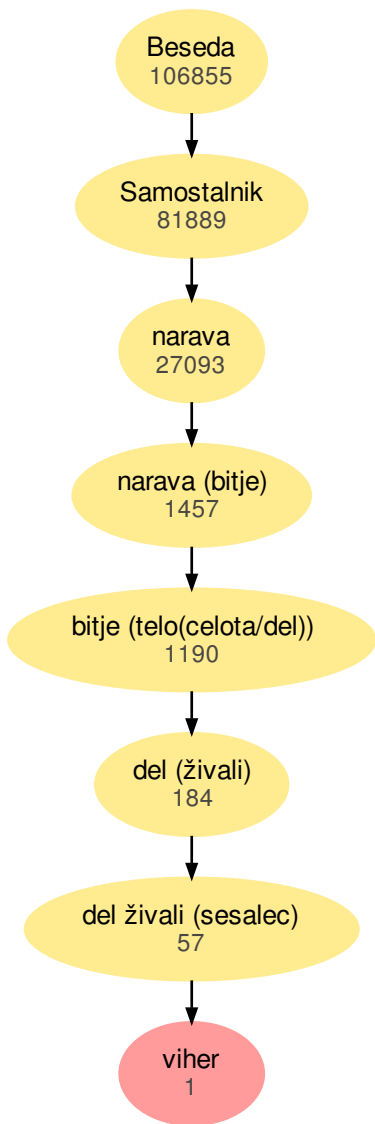 Beseda
106855
Samostalnik
81889
narava
27093
narava (bitje)
1457
bitje (telo(celota/del))
1190
del (živali)
184
del živali (sesalec)
57
viher
1